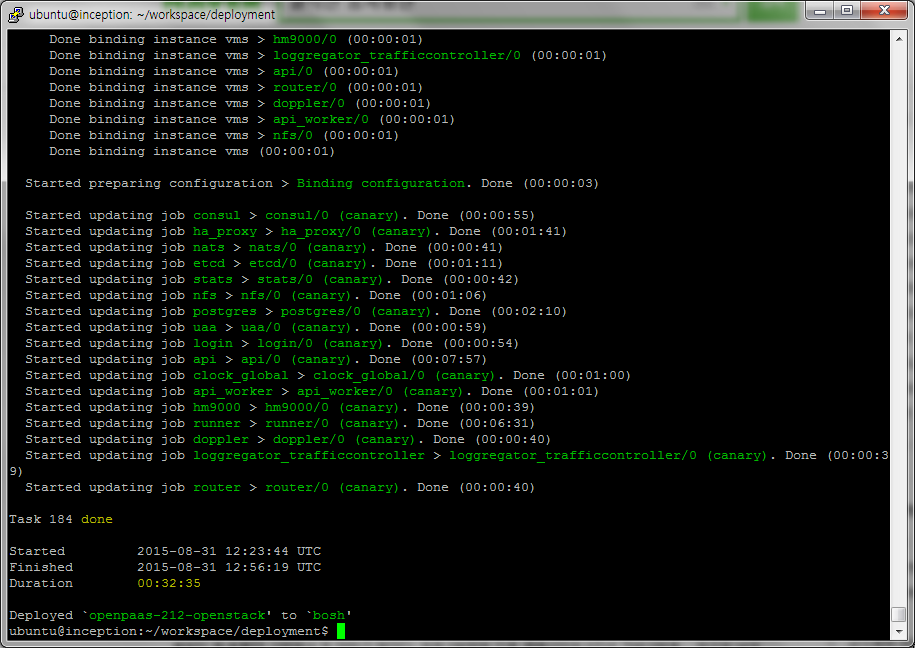 ubuntu@inception: ~/workspace/deployment
Done binding instance vms > hm9000/0 (00:00:01)
Done binding instance vms > loggregator_trafficcontroller/0 (00:00:01)
Done binding instance vms > api/0 (00:00:01)
Done binding instance vms > router/0 (00:00:01)
Done binding instance vms > doppler/0 (00:00:01)
Done binding instance vms > api_worker/0 (00:00:01)
Done binding instance vms > nfs/0 (00:00:01)
Done binding instance vms (00:00:01)
Started preparing configuration > Binding configuration. Done (00:00:03)
Started updating job consul > consul/0 (canary). Done (00:00:55)
Started updating job ha_proxy > ha_proxy/0 (canary). Done (00:01:41)
Started updating job nats > nats/0 (canary). Done (00:00:41)
Started updating job etcd > etcd/0 (canary). Done (00:01:11)
Started updating job stats > stats/0 (canary). Done (00:00:42)
Started updating job nfs > nfs/0 (canary). Done (00:01:06)
Started updating job postgres > postgres/0 (canary). Done (00:02:10)
Started updating job uaa > uaa/0 (canary). Done (00:00:59)
Started updating job login > login/0 (canary). Done (00:00:54)
Started updating job api > api/0 (canary). Done (00:07:57)
Started updating job clock_global > clock_global/0 (canary). Done (00:01:00)
Started updating job api_worker > api_worker/0 (canary). Done (00:01:01)
Started updating job hm9000 > hm9000/0 (canary). Done (00:00:39)
Started updating job runner > runner/0 (canary). Done (00:06:31)
Started updating job doppler > doppler/0 (canary). Done (00:00:40)
Started updating job loggregator_trafficcontroller > loggregator_trafficcontroller/0 (canary). Done (00:00:3
9)
Started updating job router > router/0 (canary). Done (00:00:40)
Task 184 done
Started 2015-08-31 12:23:44 UTC
Finished 2015-08-31 12:56:19 UTC
Duration 00:32:35
Deployed `openpaas-212-openstack' to `bosh'
ubuntu@inception:~/workspace/deployment$